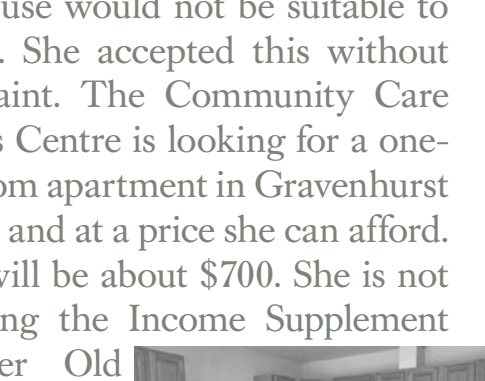 use would not be suitable to
. She accepted this without
aint. The Community Care
s Centre is looking for a one-
om apartment in Gravenhurst
and at a price she can afford.
will be about $700. She is not
ng the Income Supplement
er Old